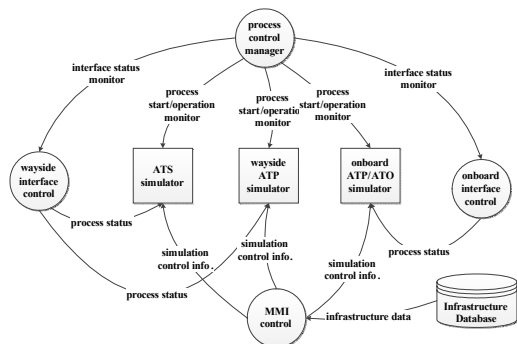 process
control
manager
interface status
monitor
interface status
monitor
process
start/operation
monitor
process
start/operation
monitor
process
start/operation
monitor
wayside
interface
control
ATS
simulator
wayside
ATP
simulator
onboard
ATP/ATO
simulator
onboard
interface
control
process status
process status
process status
simulation
control info.
simulation
control info.
simulation
control info.
MMI
control
infrastructure data
Infrastructure
Database